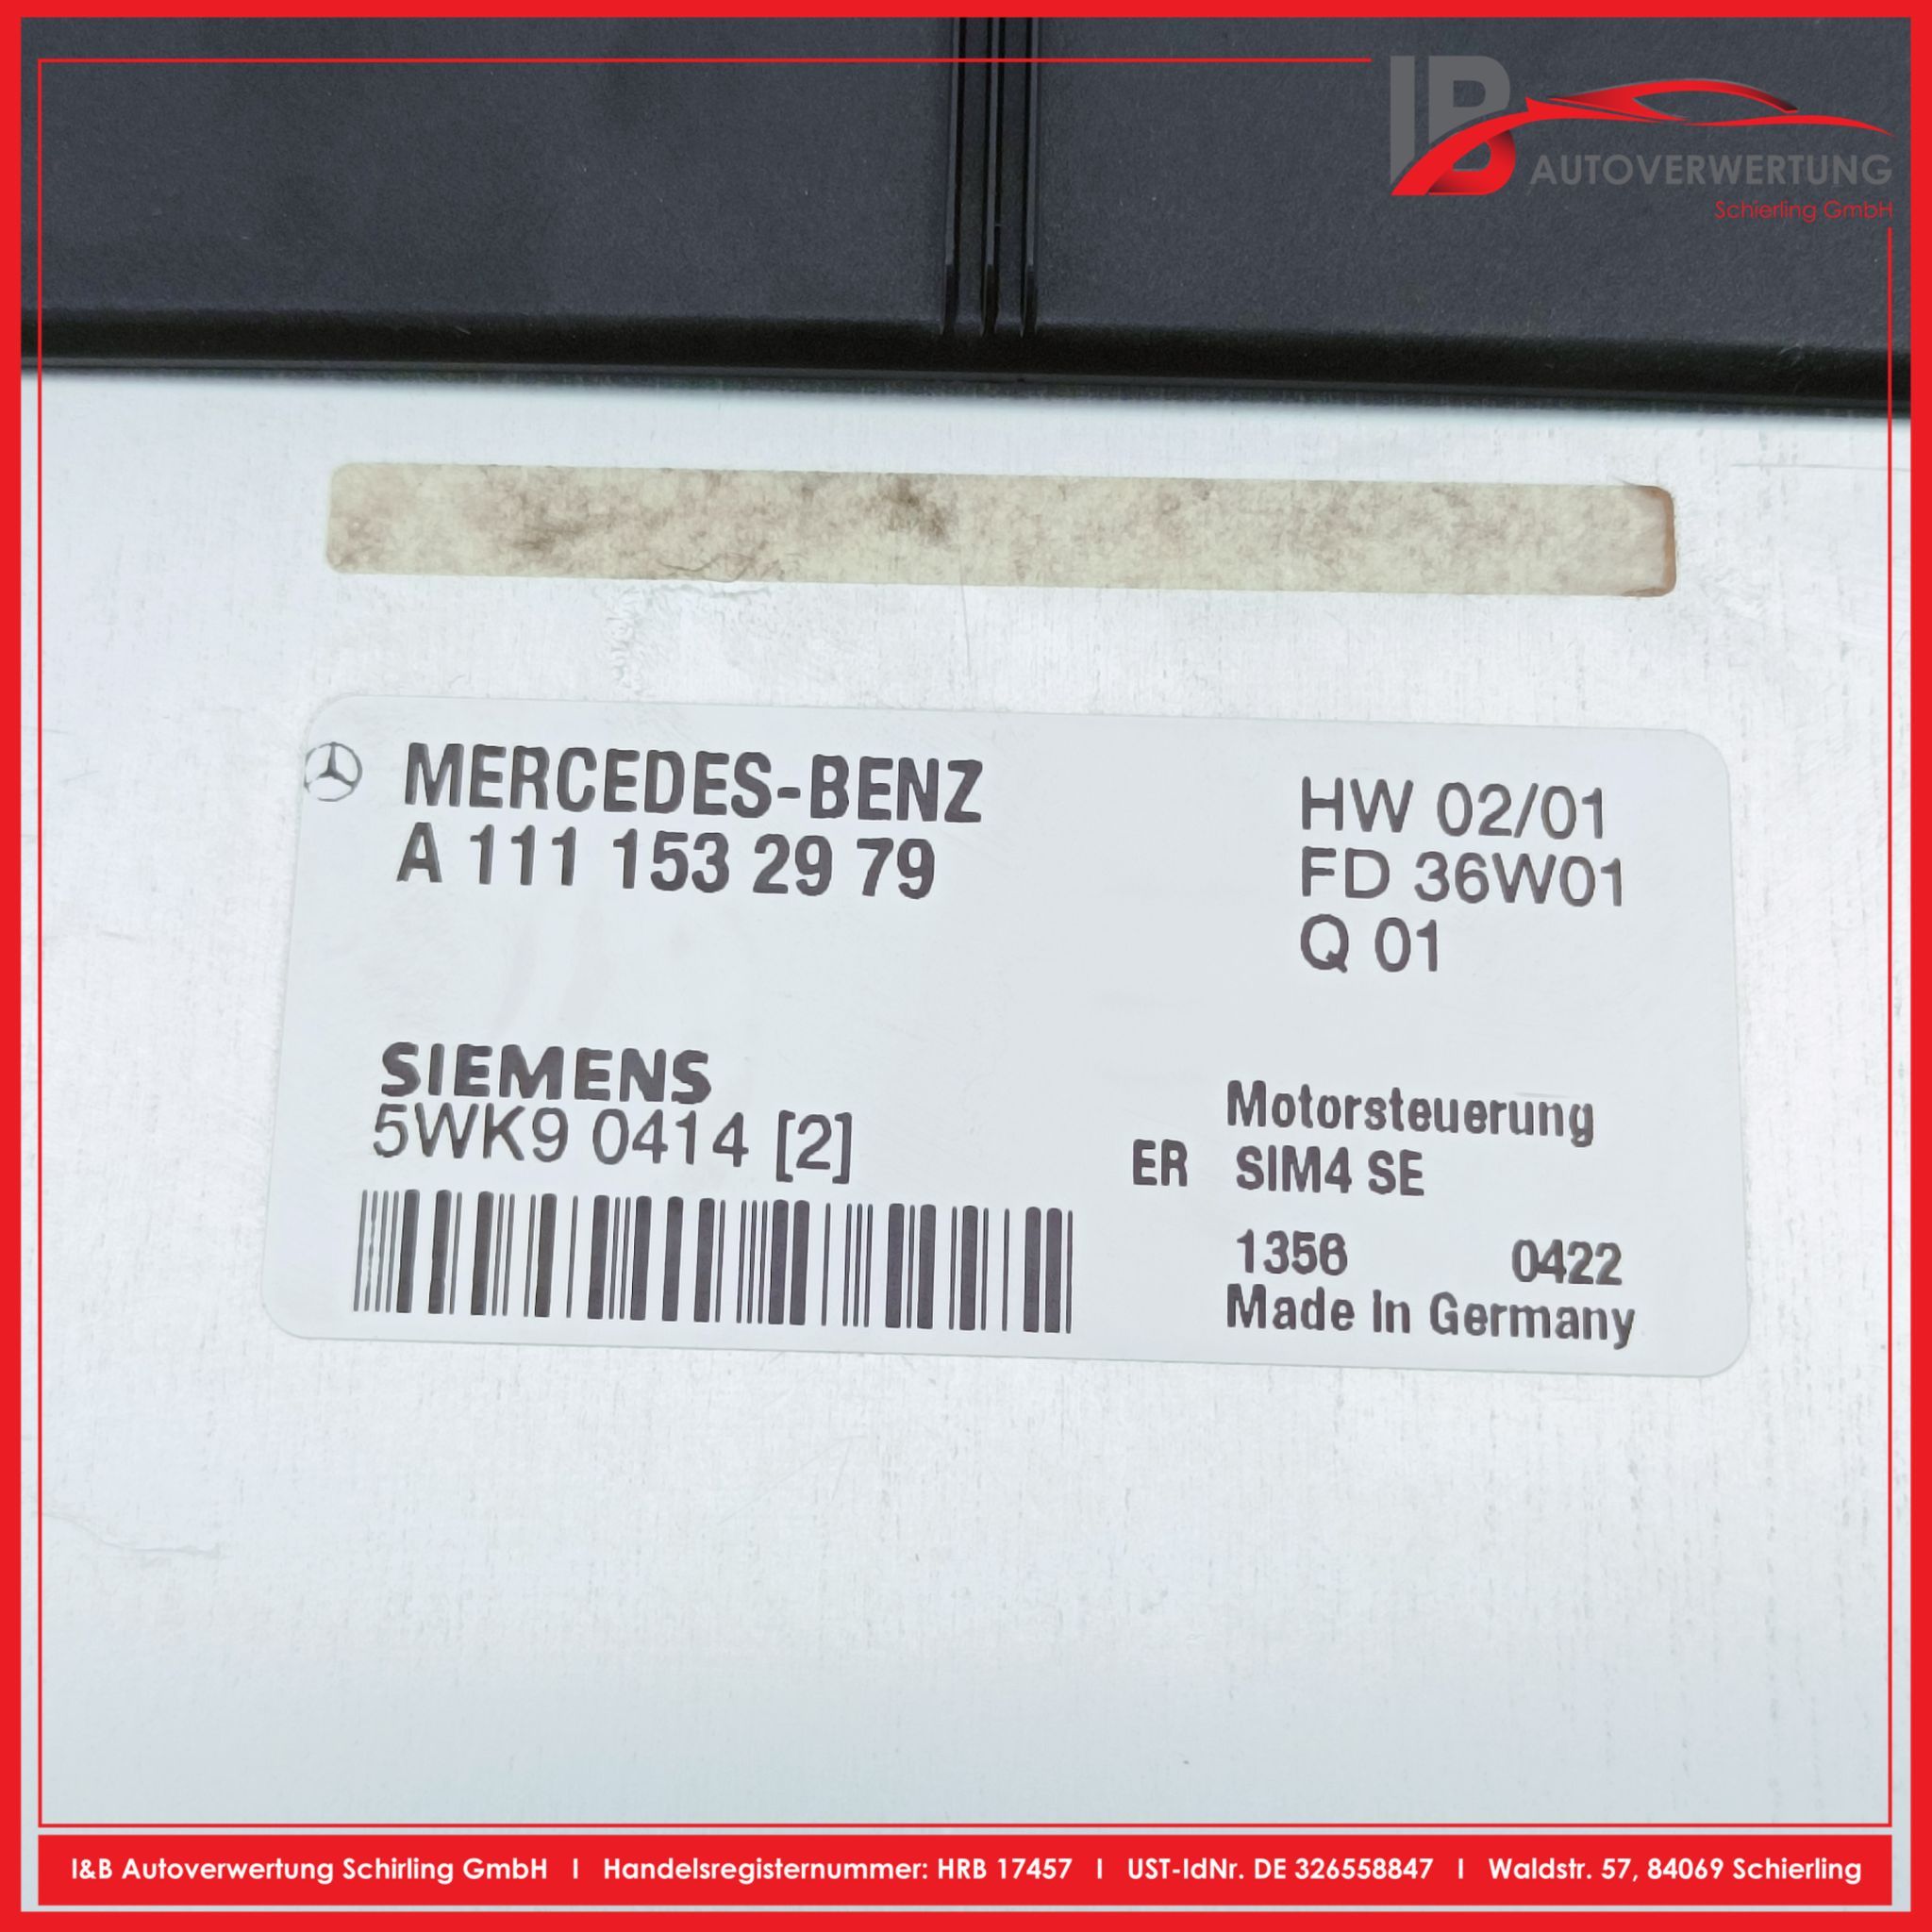 IB AUTOVERWERTUNG
Schierling GmbH
MERCEDES-BENZ
A 111 153 29 79
HW 02/01
FD 36W01
Q 01
SIEMENS
5WK9 0414 [2]
Motorsteuerung
ER SIM4 SE
1356 0422
Made In Germany
I&B Autoverwertung Schirling GmbH I Handelsregisternummer: HRB 17457 I UST-IdNr. DE 326558847 I Waldstr. 57, 84069 Schierling